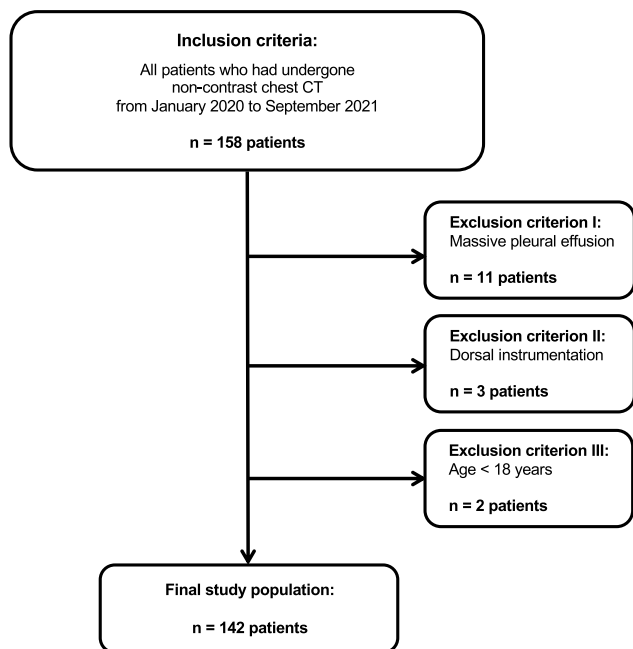 Inclusion criteria:
All patients who had undergone
non-contrast chest CT
from January 2020 to September 2021
n = 158 patients
Exclusion criterion I:
Massive pleural effusion
n = 11 patients
Exclusion criterion II:
Dorsal instrumentation
n = 3 patients
Exclusion criterion III:
Age < 18 years
n = 2 patients
Final study population:
n = 142 patients